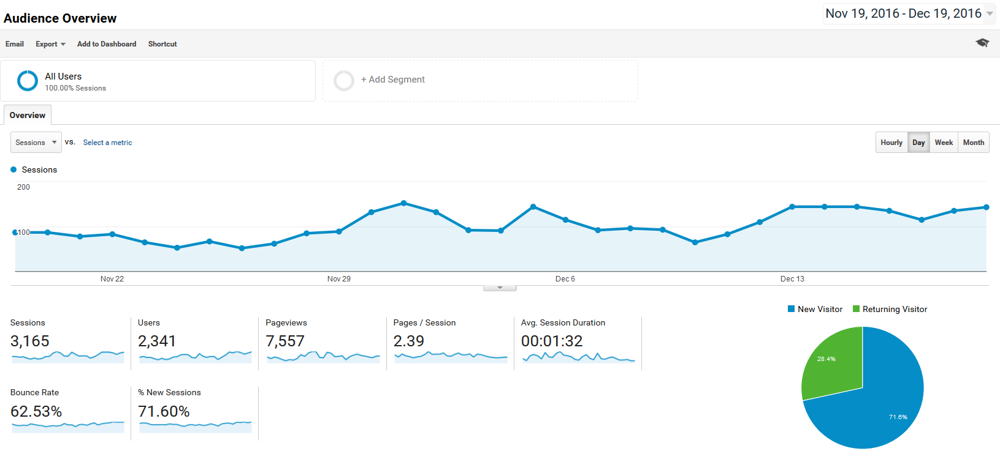 Audience Overview
Nov 19, 2016 - Dec 19, 2016
Email Export Add to Dashboard Shortcut
All Users
100.00% Sessions
+ Add Segment
Overview
Sessions vs. Select a metric
Hourly Day Week Month
Sessions
200
100
Nov 22 Nov 29 Dec 6 Dec 13
New Visitor Returning Visitor
Sessions Users Pageviews Pages / Session Avg. Session Duration
3,165 2,341 7,557 2.39 00:01:32
28.4%
Bounce Rate % New Sessions
62.53% 71.60%
71.6%